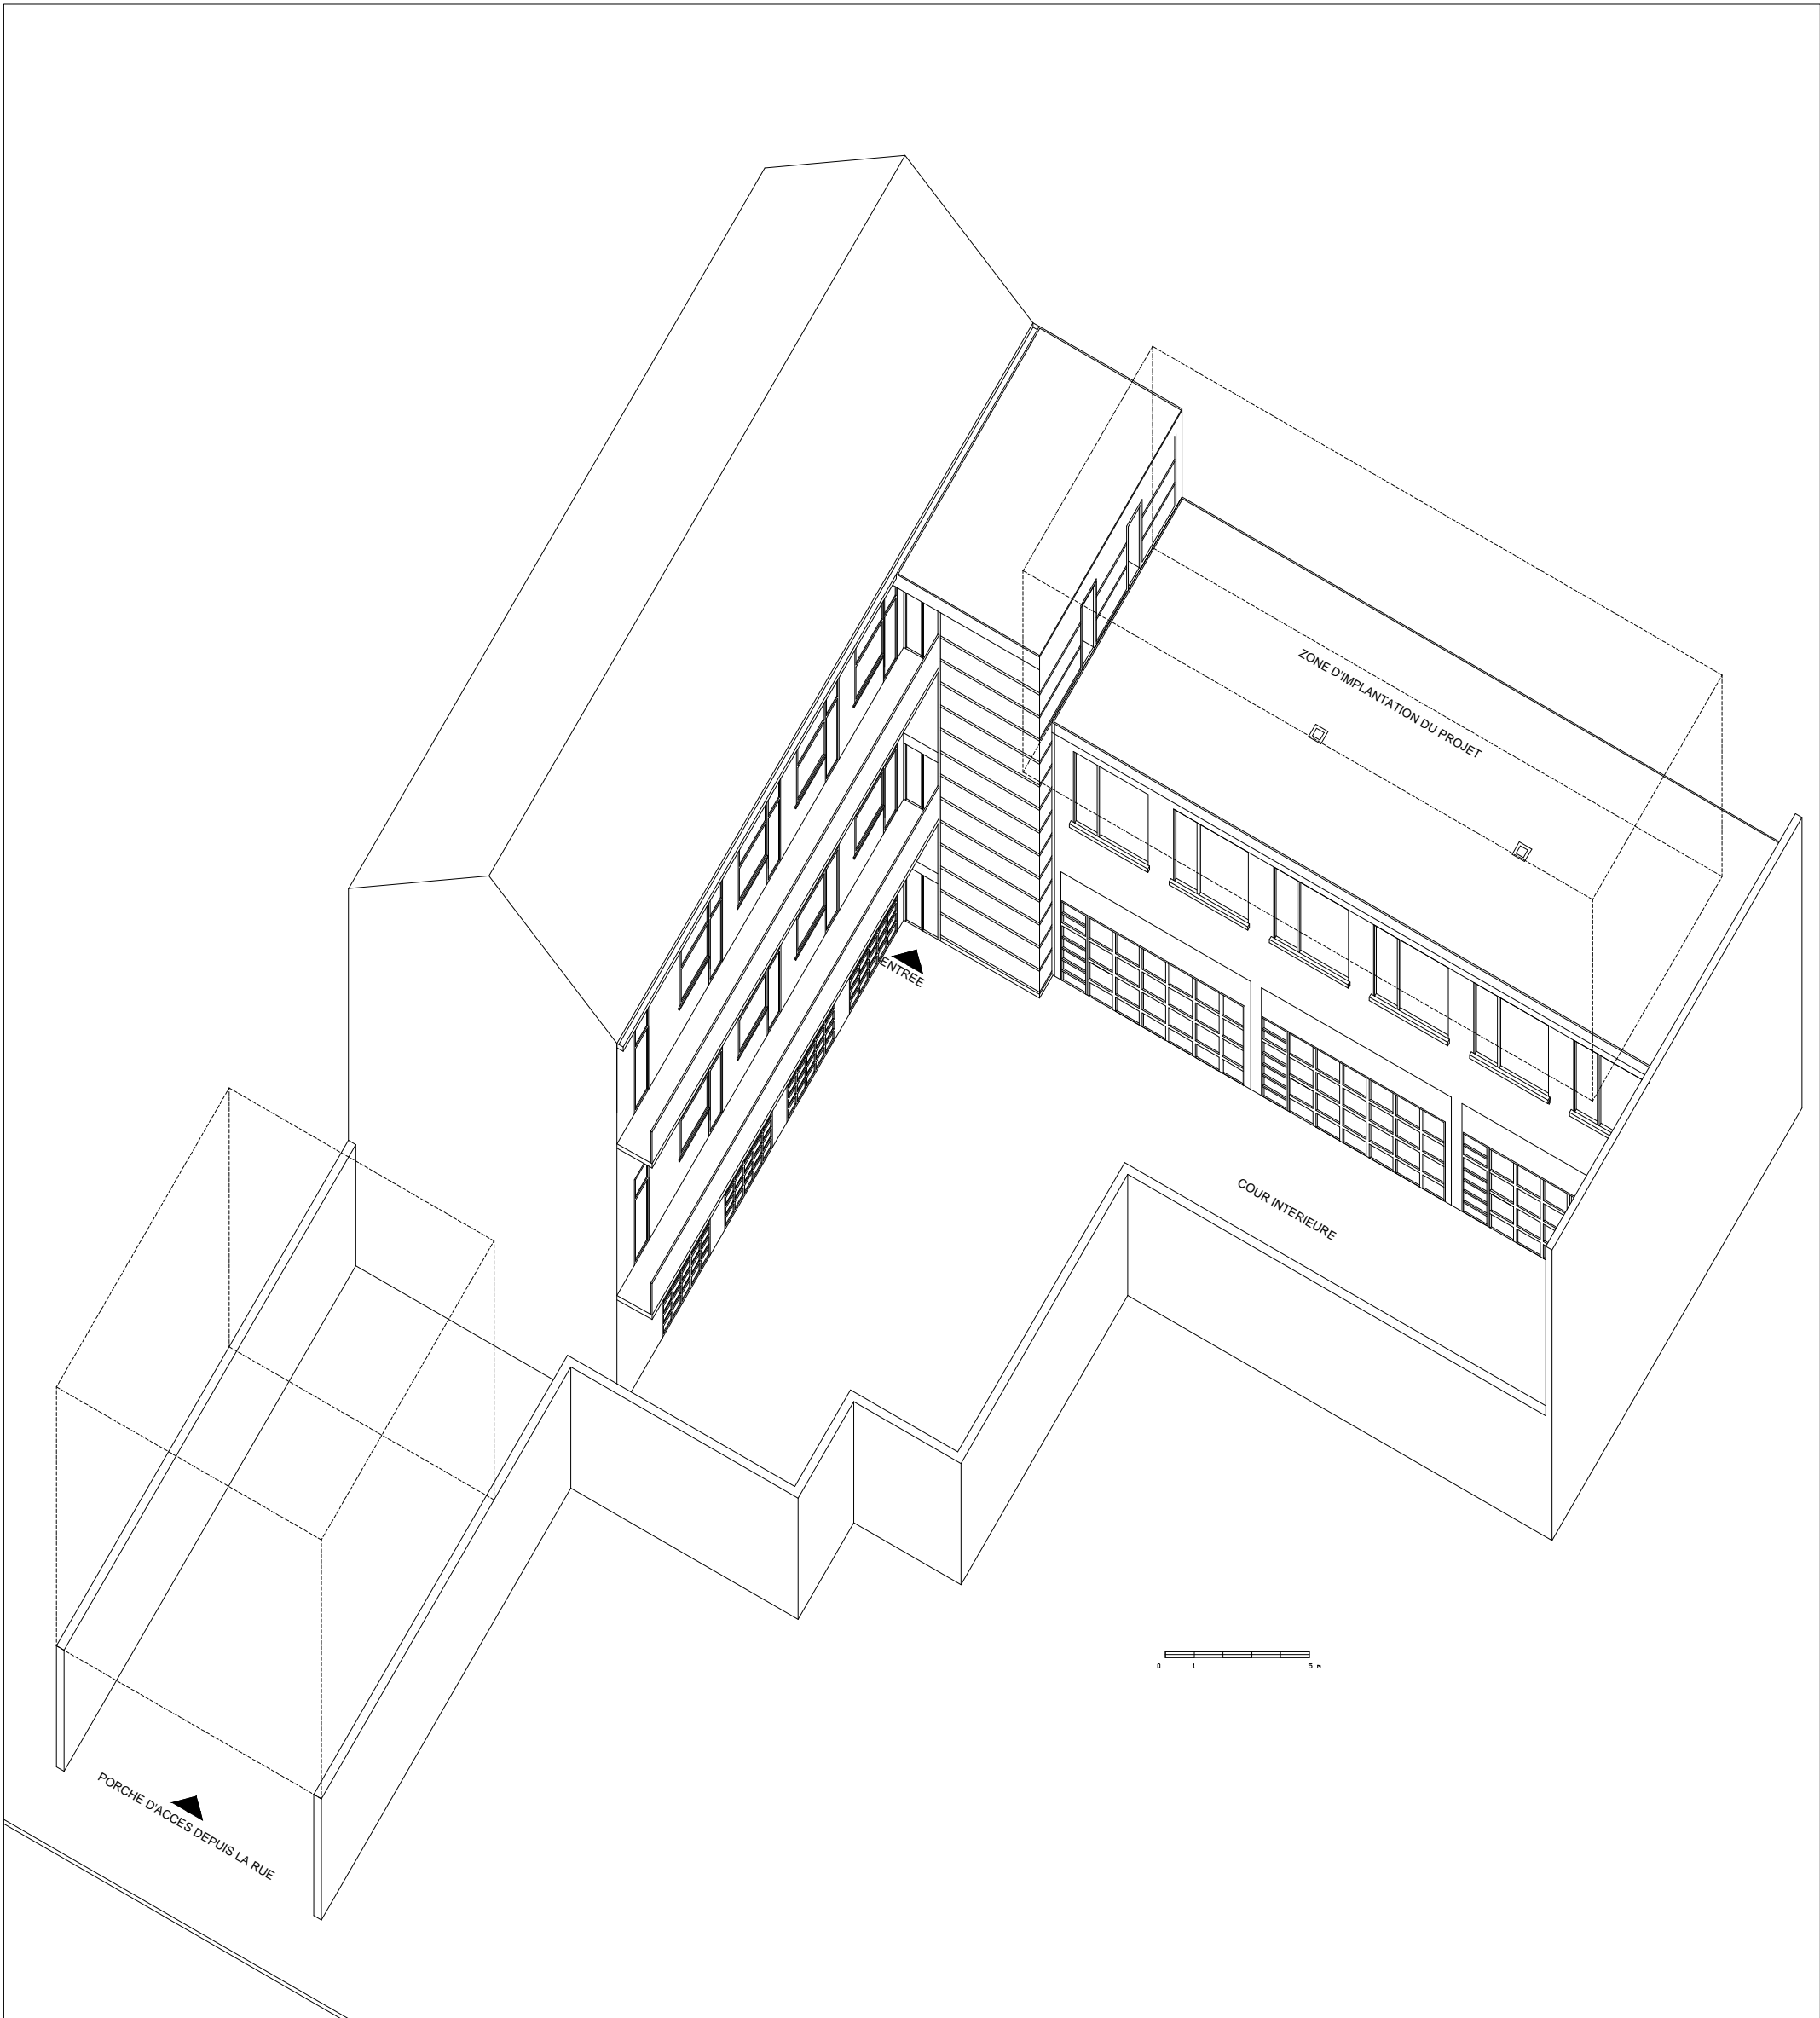 ZONE D'IMPLANTATION DU PROJET
ENTREE
COUR INTERIEURE
0 1 5 m
PORCHE D'ACCES DEPUIS LA RUE